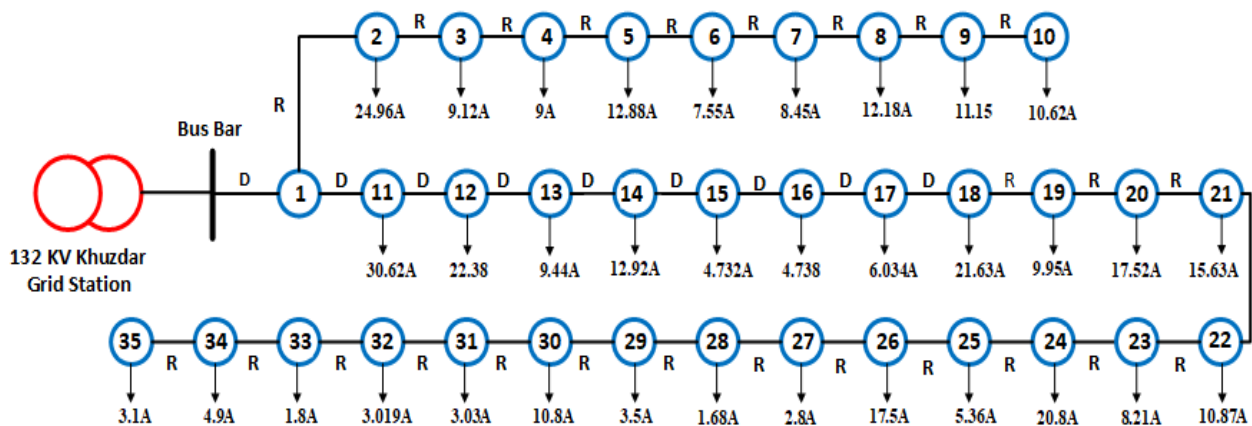 R R R R R R R R
2 3 4 5 6 7 8 9 10
24.96A 9.12A 9A 12.88A 7.55A 8.45A 12.18A 11.15 10.62A
R
Bus Bar
D D D D D D D D D R R R
1 11 12 13 14 15 16 17 18 19 20 21
132 KV Khuzdar
Grid Station
30.62A 22.38 9.44A 12.92A 4.732A 4.738 6.034A 21.63A 9.95A 17.52A 15.63A
35 34 33 32 31 30 29 28 27 26 25 24 23 22
R R R R R R R R R R R R R
3.1A 4.9A 1.8A 3.019A 3.03A 10.8A 3.5A 1.68A 2.8A 17.5A 5.36A 20.8A 8.21A 10.87A